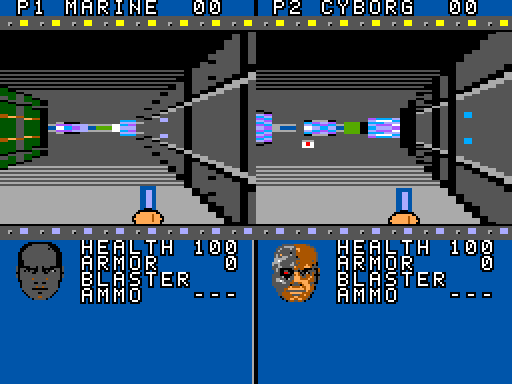 P1 MARINE 00 P2 CYBORG 00
HEALTH 100 HEALTH 100
ARMOR 0 ARMOR 0
BLASTER BLASTER
AMMO --- AMMO ---